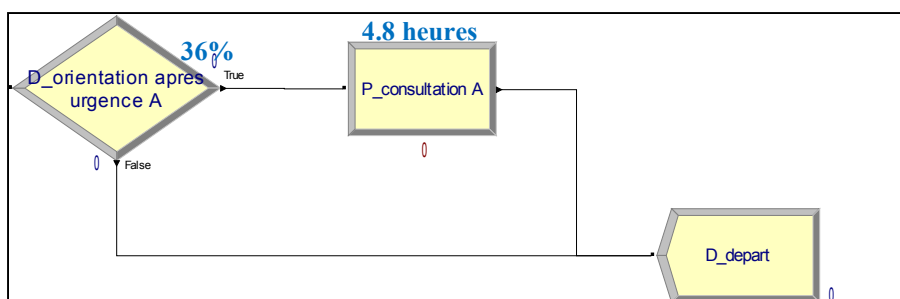 36%
4.8 heures
0
D_orientation apres
urgence A
True
P_consultation A
0
0
False
D_depart
0